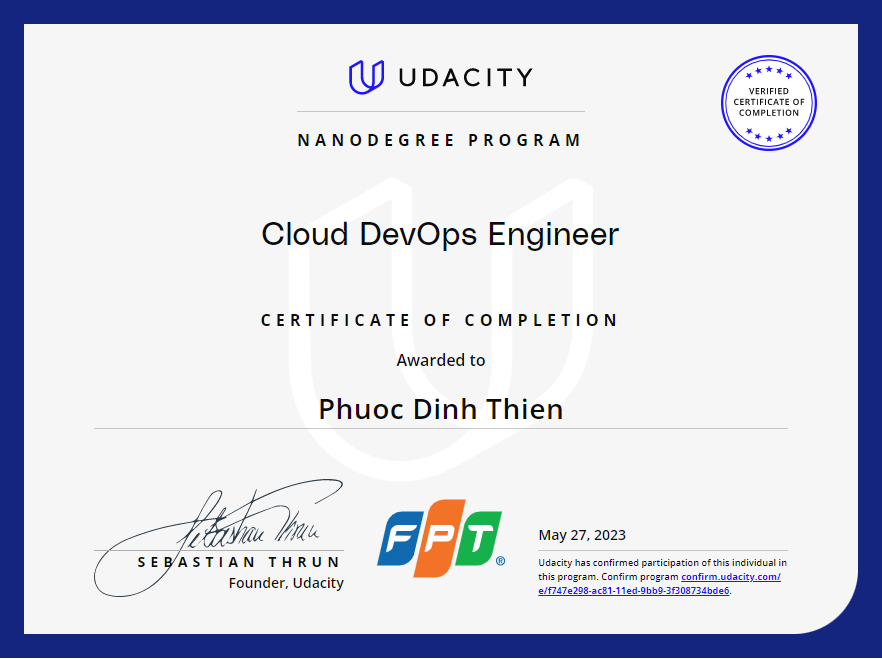 UDACITY
VERIFIED
CERTIFICATE OF
COMPLETION
NANODEGREE PROGRAM
Cloud DevOps Engineer
CERTIFICATE OF COMPLETION
Awarded to
Phuoc Dinh Thien
Sebastian Thrun
SEBASTIAN THRUN
Founder, Udacity
FPT®
May 27, 2023
Udacity has confirmed participation of this individual in
this program. Confirm program confirm.udacity.com/
e/f747e298-ac81-11ed-9bb9-3f308734bde6.